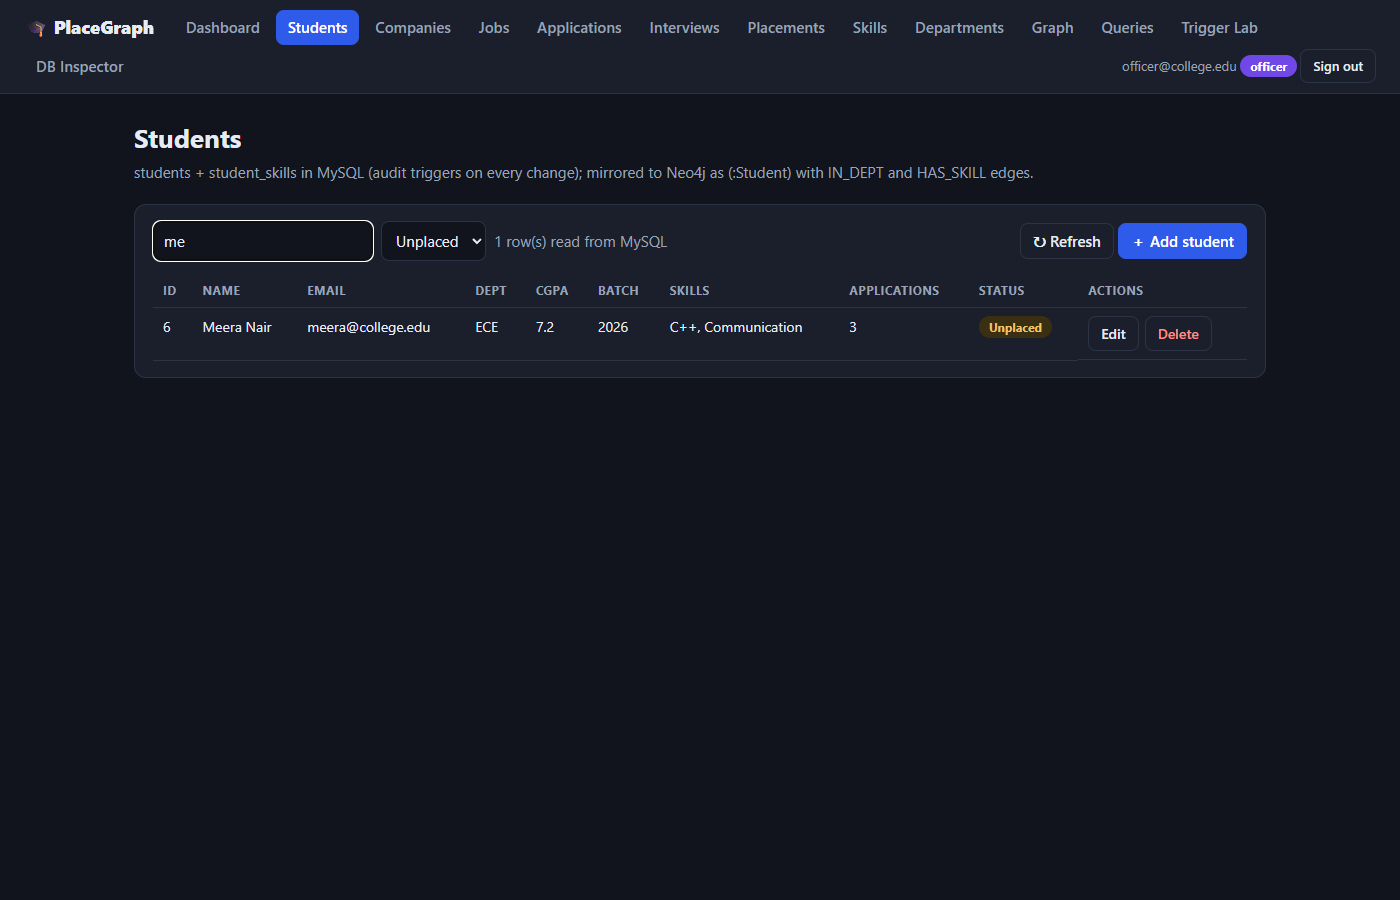 PlaceGraph Dashboard Students Companies Jobs Applications Interviews Placements Skills Departments Graph Queries Trigger Lab
DB Inspector officer@college.edu officer Sign out
Students
students + student_skills in MySQL (audit triggers on every change); mirrored to Neo4j as (:Student) with IN_DEPT and HAS_SKILL edges.
me Unplaced 1 row(s) read from MySQL ↻ Refresh + Add student
ID NAME EMAIL DEPT CGPA BATCH SKILLS APPLICATIONS STATUS ACTIONS
6 Meera Nair meera@college.edu ECE 7.2 2026 C++, Communication 3 Unplaced Edit Delete